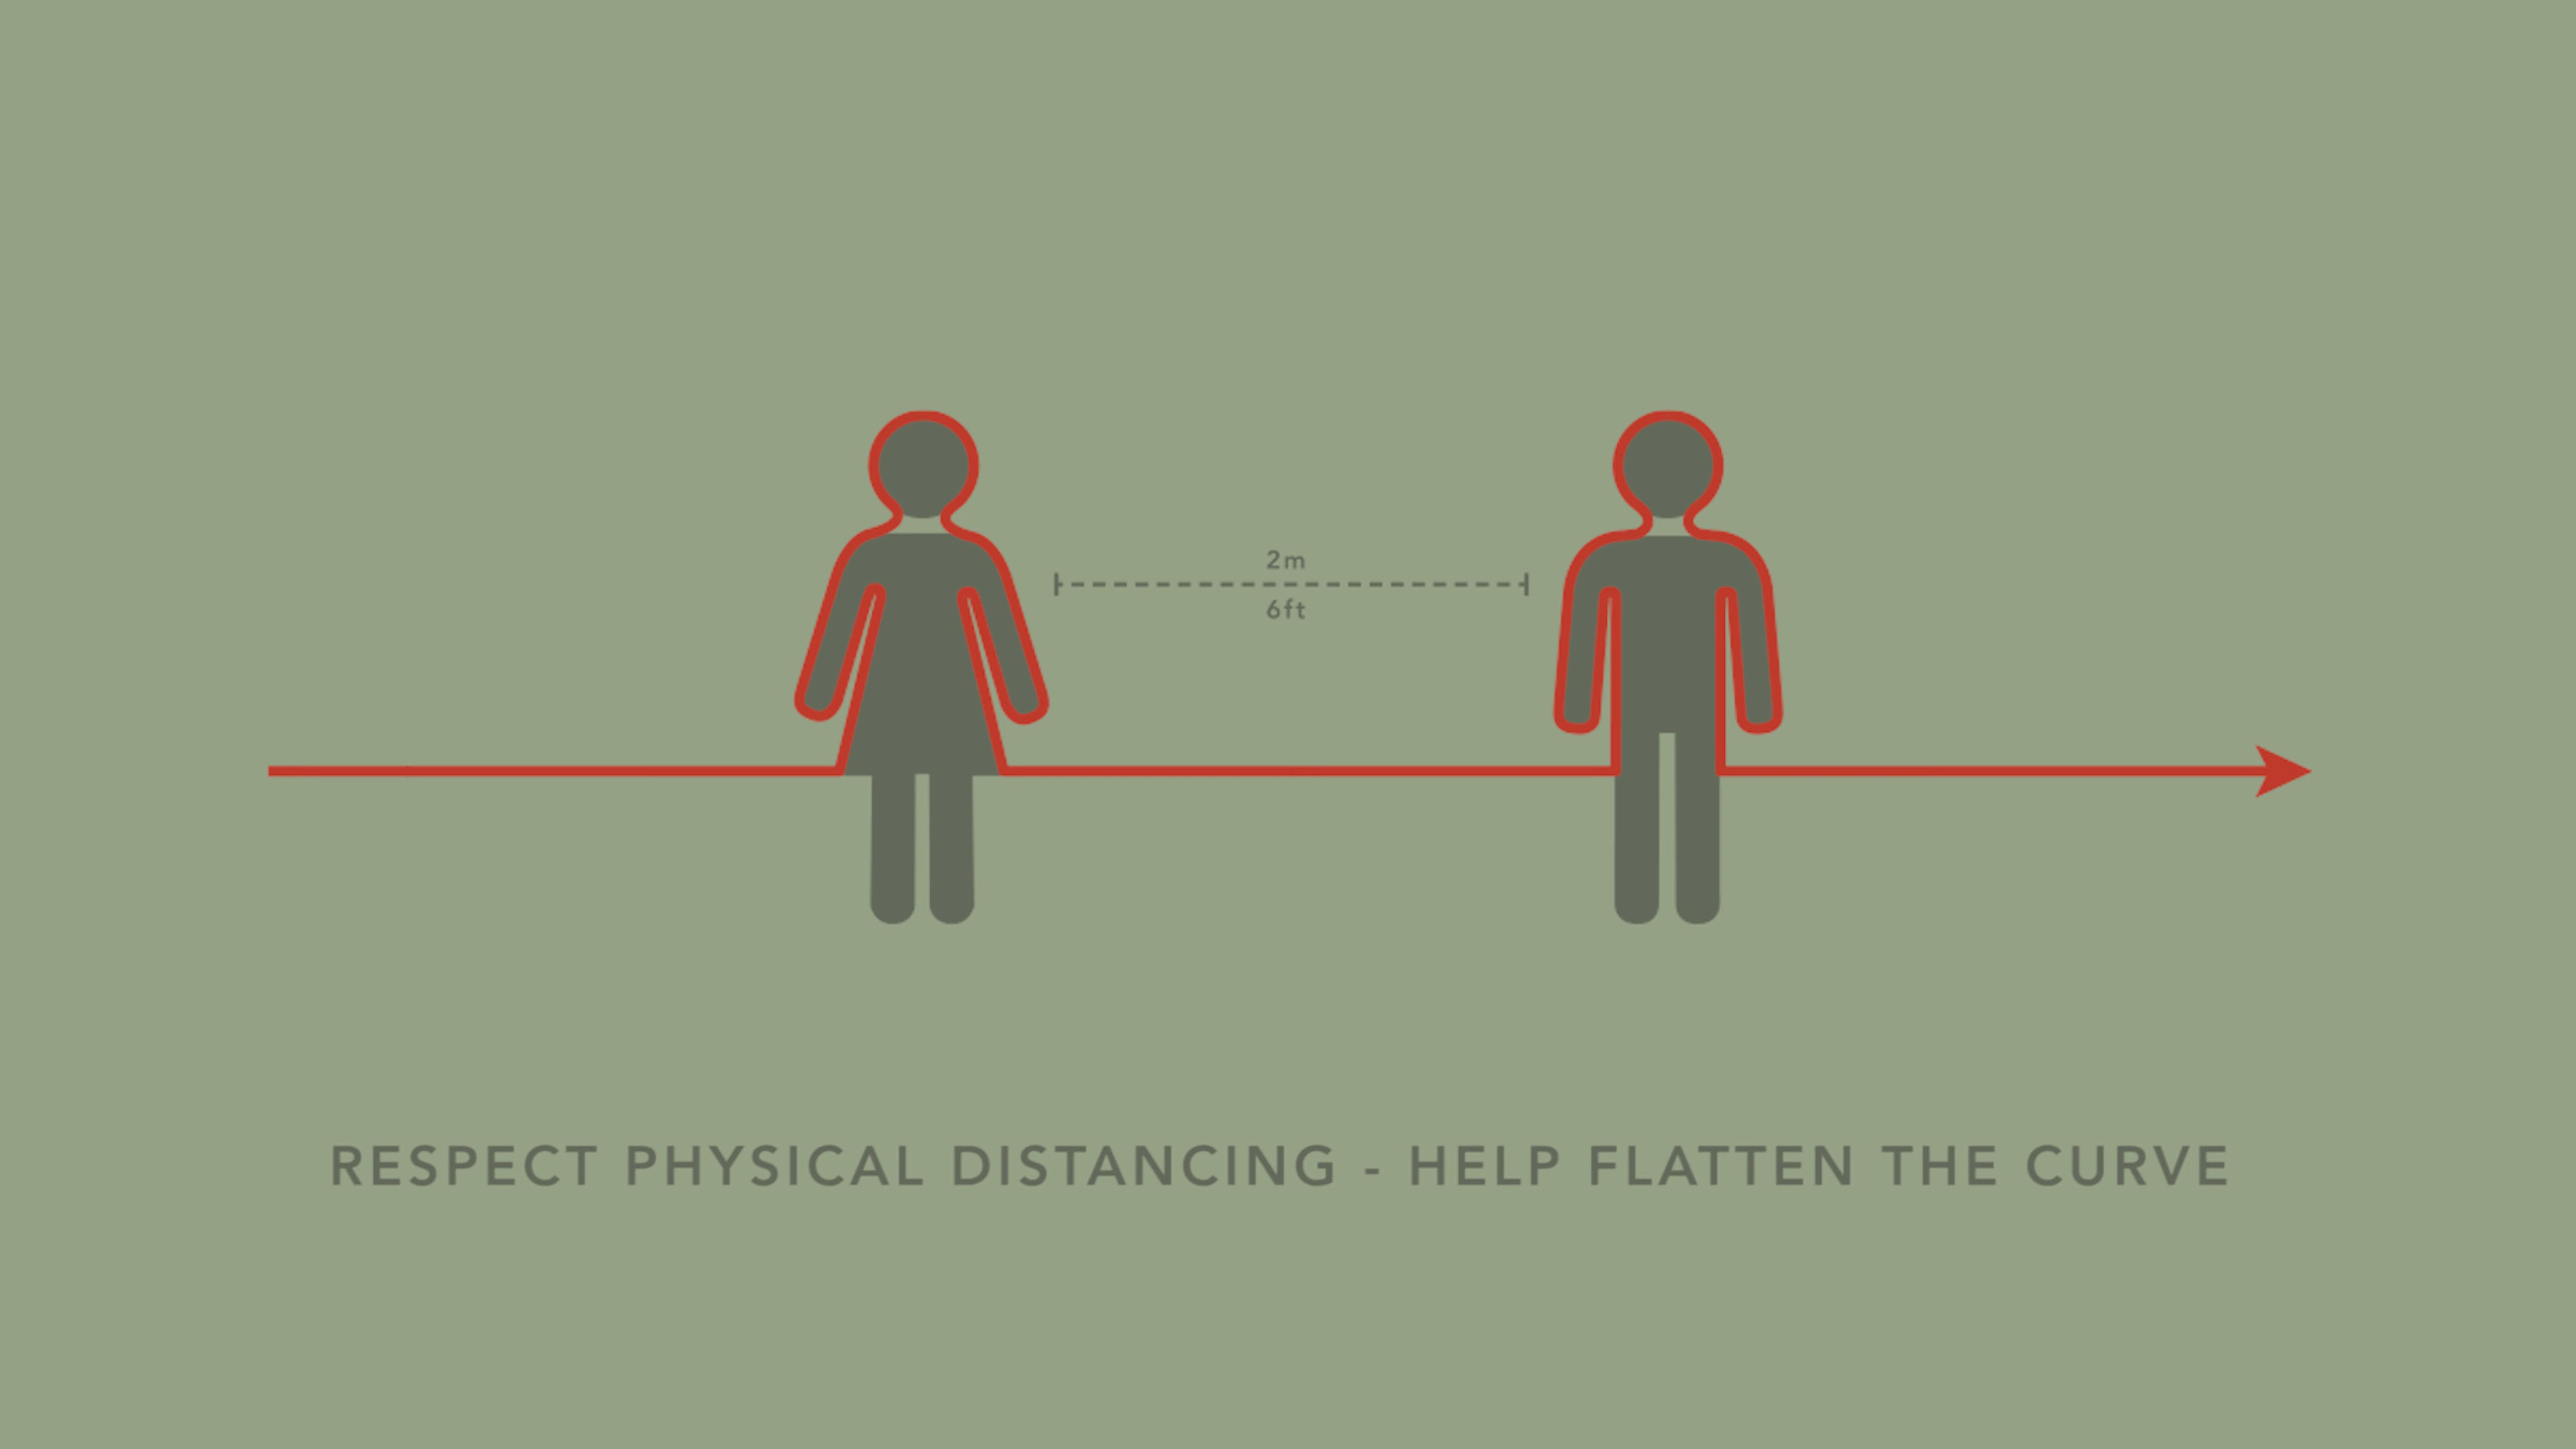 2m
6ft
RESPECT PHYSICAL DISTANCING - HELP FLATTEN THE CURVE